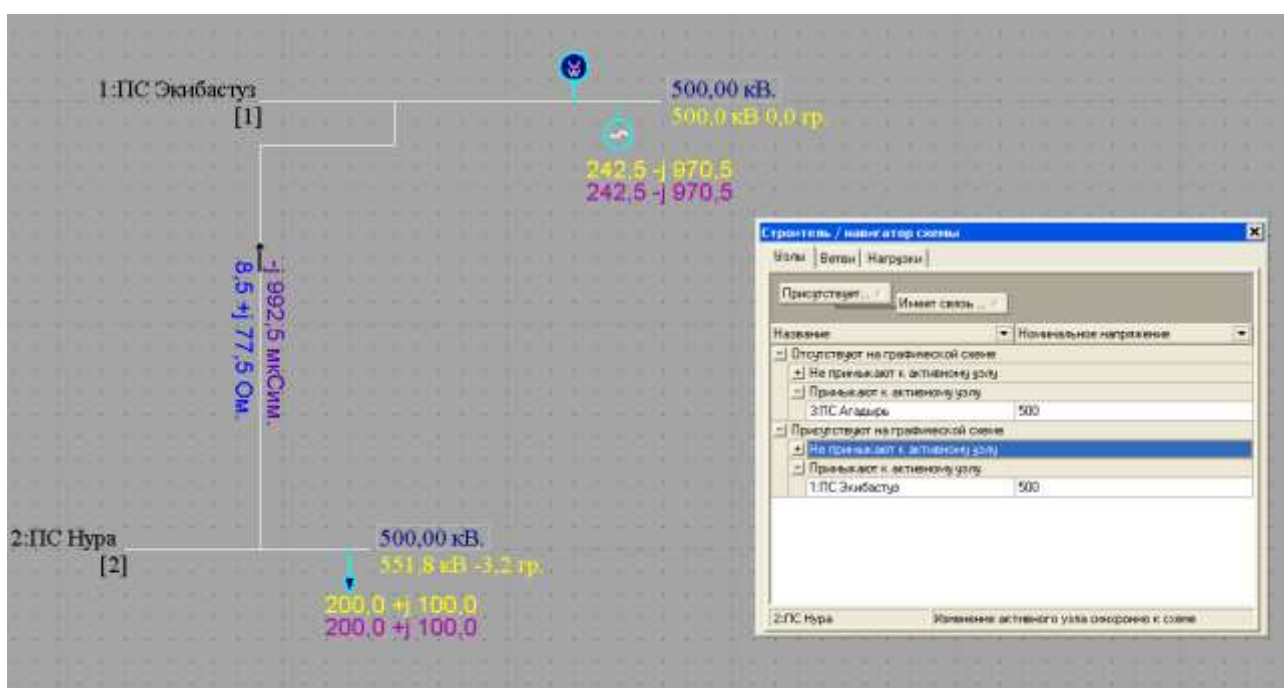 1:ПС Экибастуз
[1]
500,00 кВ.
500,0 кВ 0,0 гр.
242,5 -j 970,5
242,5 -j 970,5
8,5 +j 77,5 Ом.
-j 992,5 мкСим.
2:ПС Нура
[2]
500,00 кВ.
551,8 кВ -3,2 гр.
200,0 +j 100,0
200,0 +j 100,0
Строитель / навигатор схемы
Узлы Ветви Нагрузки
Присутствует... Имеет связь ...
Название Номинальное напряжение
Отсутствуют на графической схеме
Не примыкают к активному узлу
Примыкают к активному узлу
3:ПС Агадырь 500
Присутствуют на графической схеме
Не примыкают к активному узлу
Примыкают к активному узлу
1:ПС Экибастуз 500
2:ПС Нура Изменение активного узла синхронно к схеме